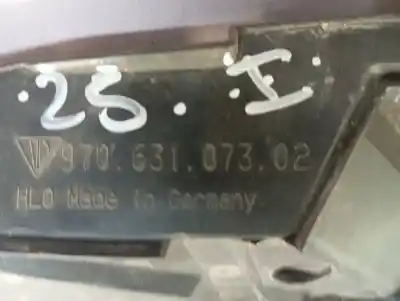 .25. I
970.631.073.02
HLO Made in Germany